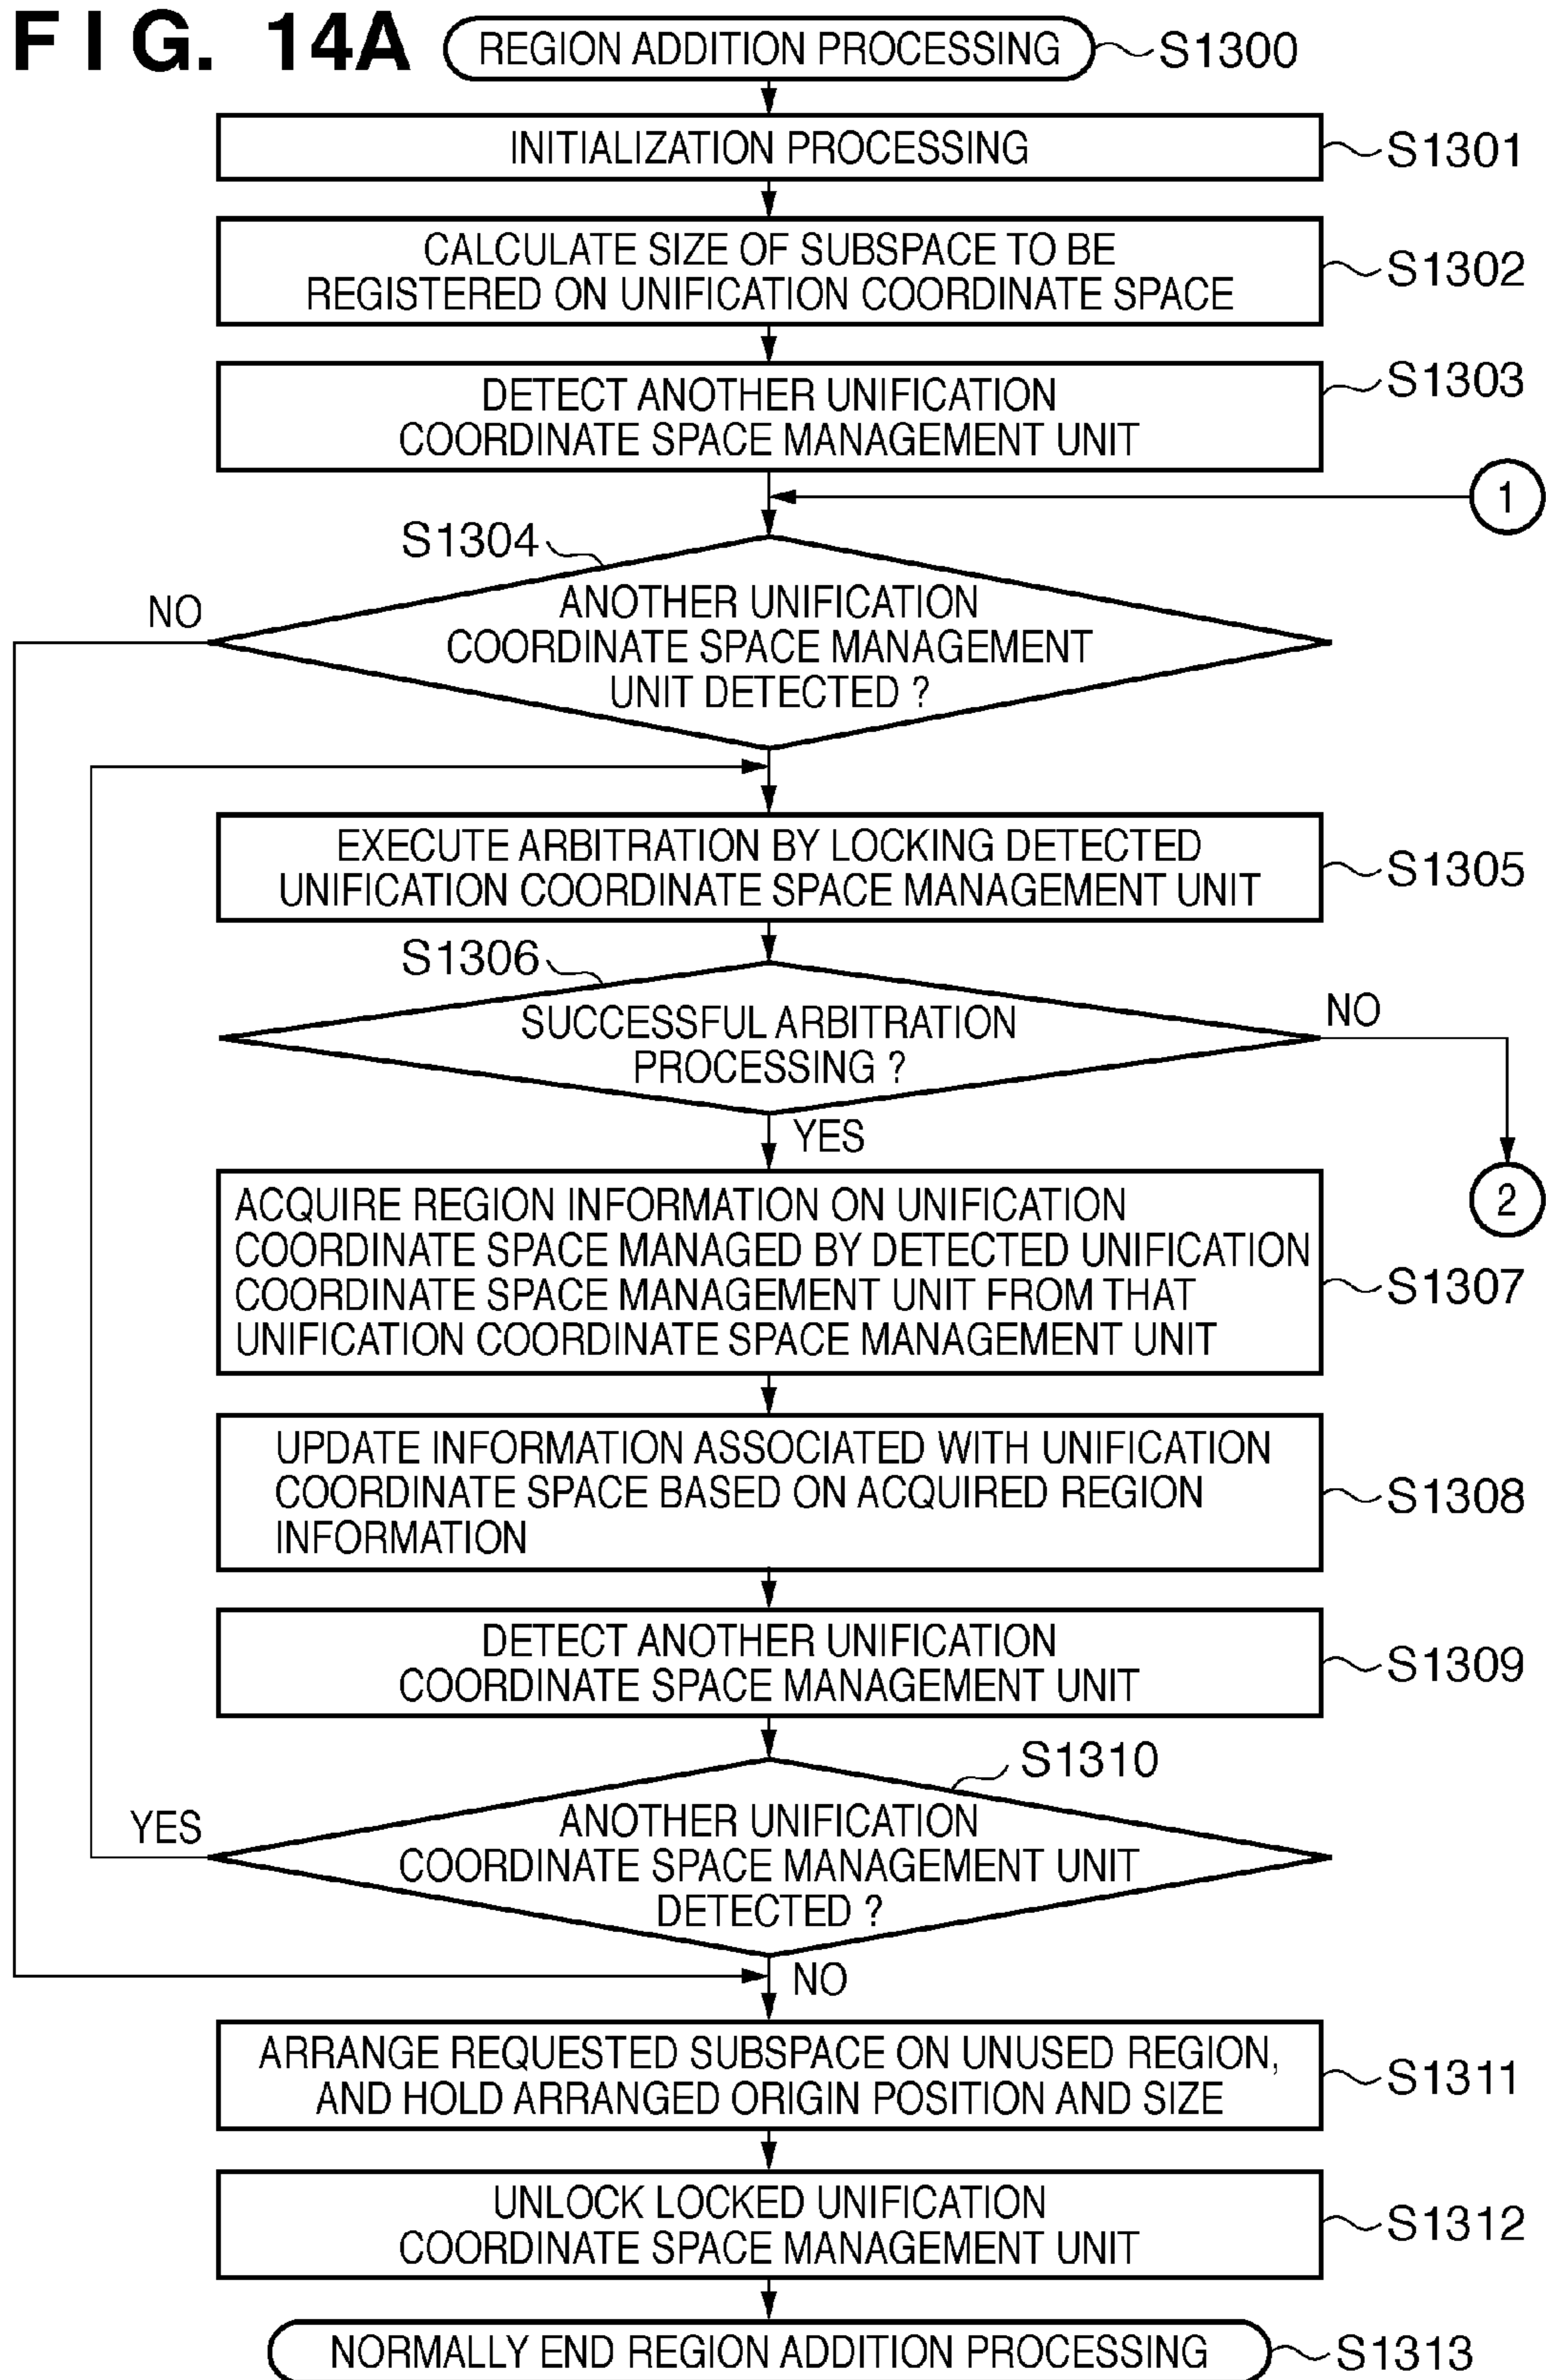 FIG. 14A
REGION ADDITION PROCESSING
S1300
INITIALIZATION PROCESSING
S1301
CALCULATE SIZE OF SUBSPACE TO BE
REGISTERED ON UNIFICATION COORDINATE SPACE
S1302
DETECT ANOTHER UNIFICATION
COORDINATE SPACE MANAGEMENT UNIT
S1303
1
S1304
NO
ANOTHER UNIFICATION
COORDINATE SPACE MANAGEMENT
UNIT DETECTED ?
EXECUTE ARBITRATION BY LOCKING DETECTED
UNIFICATION COORDINATE SPACE MANAGEMENT UNIT
S1305
S1306
SUCCESSFUL ARBITRATION
PROCESSING ?
NO
YES
2
ACQUIRE REGION INFORMATION ON UNIFICATION
COORDINATE SPACE MANAGED BY DETECTED UNIFICATION
COORDINATE SPACE MANAGEMENT UNIT FROM THAT
UNIFICATION COORDINATE SPACE MANAGEMENT UNIT
S1307
UPDATE INFORMATION ASSOCIATED WITH UNIFICATION
COORDINATE SPACE BASED ON ACQUIRED REGION
INFORMATION
S1308
DETECT ANOTHER UNIFICATION
COORDINATE SPACE MANAGEMENT UNIT
S1309
S1310
YES
ANOTHER UNIFICATION
COORDINATE SPACE MANAGEMENT UNIT
DETECTED ?
NO
ARRANGE REQUESTED SUBSPACE ON UNUSED REGION,
AND HOLD ARRANGED ORIGIN POSITION AND SIZE
S1311
UNLOCK LOCKED UNIFICATION
COORDINATE SPACE MANAGEMENT UNIT
S1312
NORMALLY END REGION ADDITION PROCESSING
S1313